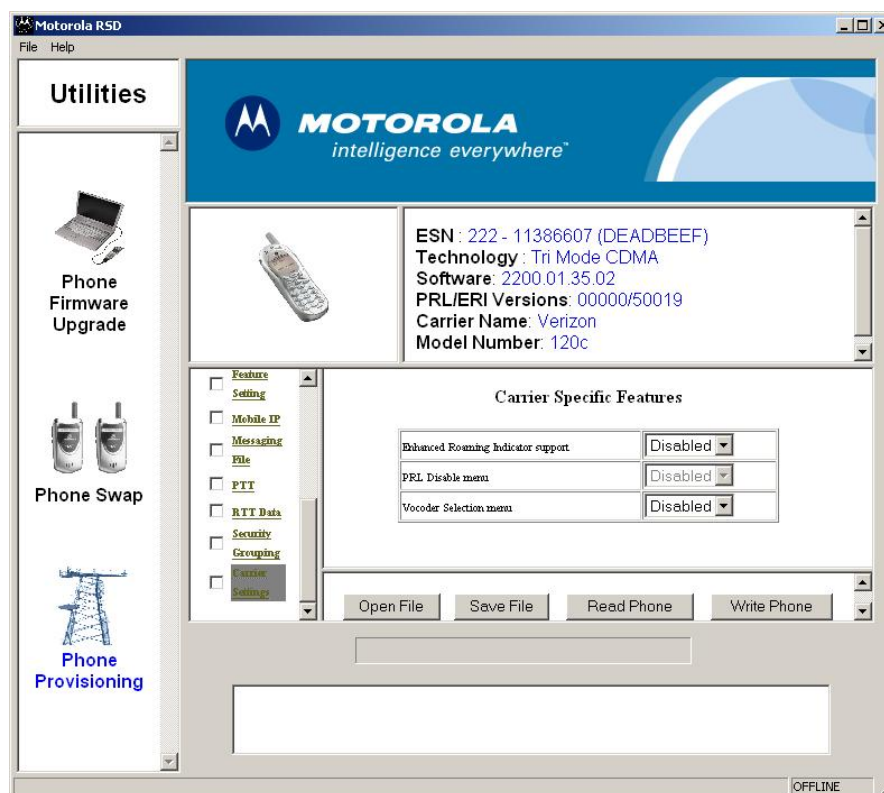 Motorola RSD
File Help
Utilities
MOTOROLA
intelligence everywhere™
Phone
Firmware
Upgrade
Phone Swap
Phone
Provisioning
ESN : 222 - 11386607 (DEADBEEF)
Technology : Tri Mode CDMA
Software: 2200.01.35.02
PRL/ERI Versions: 00000/50019
Carrier Name: Verizon
Model Number: 120c
Feature
Setting
Mobile IP
Messaging
File
PTT
RTT Data
Security
Grouping
Carrier
Settings
Carrier Specific Features
Enhanced Roaming Indicator support Disabled
PRL Disable menu Disabled
Vocoder Selection menu Disabled
Open File Save File Read Phone Write Phone
OFFLINE